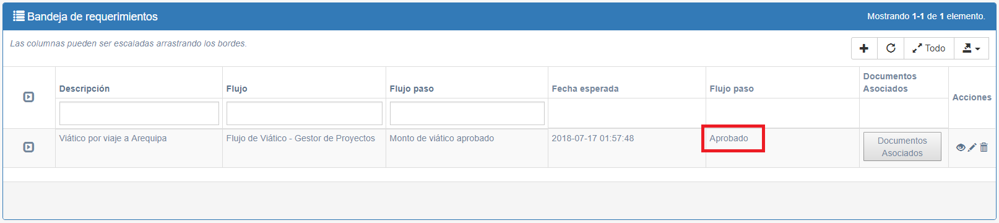 Bandeja de requerimientos
Mostrando 1-1 de 1 elemento.
Las columnas pueden ser escaladas arrastrando los bordes.
Todo
Descripción
Flujo
Flujo paso
Fecha esperada
Flujo paso
Documentos
Asociados
Acciones
Viático por viaje a Arequipa
Flujo de Viático - Gestor de Proyectos
Monto de viático aprobado
2018-07-17 01:57:48
Aprobado
Documentos
Asociados